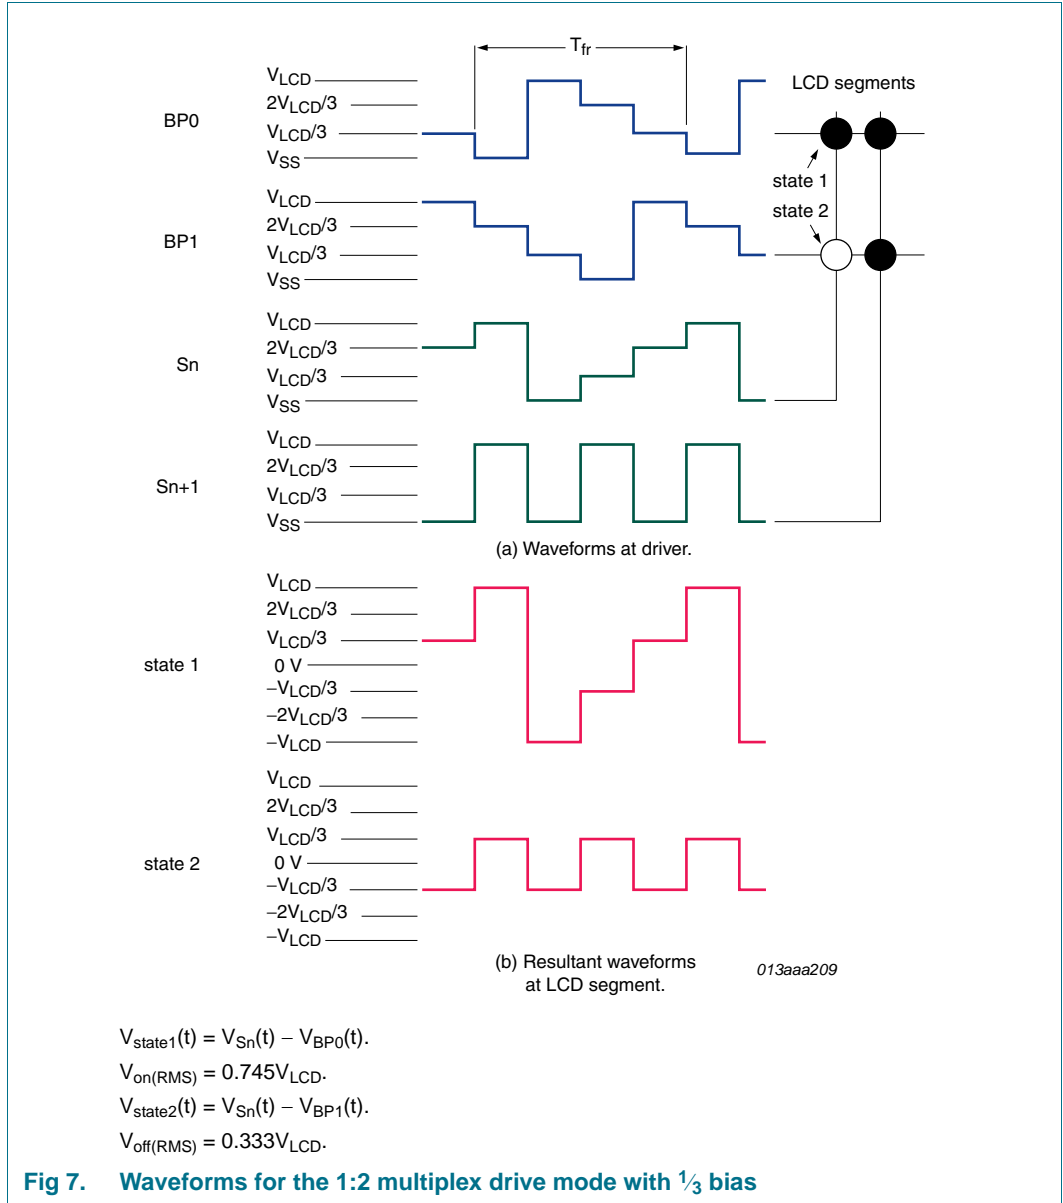 T_fr
V_LCD
2V_LCD/3
V_LCD/3
V_SS
BP0
LCD segments
state 1
state 2
V_LCD
2V_LCD/3
V_LCD/3
V_SS
BP1
V_LCD
2V_LCD/3
V_LCD/3
V_SS
Sn
V_LCD
2V_LCD/3
V_LCD/3
V_SS
Sn+1
(a) Waveforms at driver.
V_LCD
2V_LCD/3
V_LCD/3
0 V
−V_LCD/3
−2V_LCD/3
−V_LCD
state 1
V_LCD
2V_LCD/3
V_LCD/3
0 V
−V_LCD/3
−2V_LCD/3
−V_LCD
state 2
(b) Resultant waveforms
at LCD segment.
013aaa209
V_state1(t) = V_Sn(t) − V_BP0(t).
V_on(RMS) = 0.745V_LCD.
V_state2(t) = V_Sn(t) − V_BP1(t).
V_off(RMS) = 0.333V_LCD.
Fig 7. Waveforms for the 1:2 multiplex drive mode with 1⁄3 bias